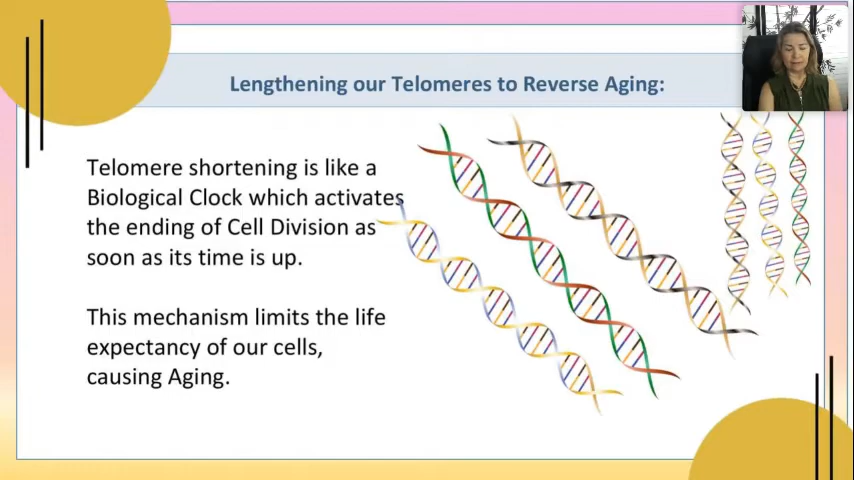 Lengthening our Telomeres to Reverse Aging:
Telomere shortening is like a
Biological Clock which activates
the ending of Cell Division as
soon as its time is up.
This mechanism limits the life
expectancy of our cells,
causing Aging.